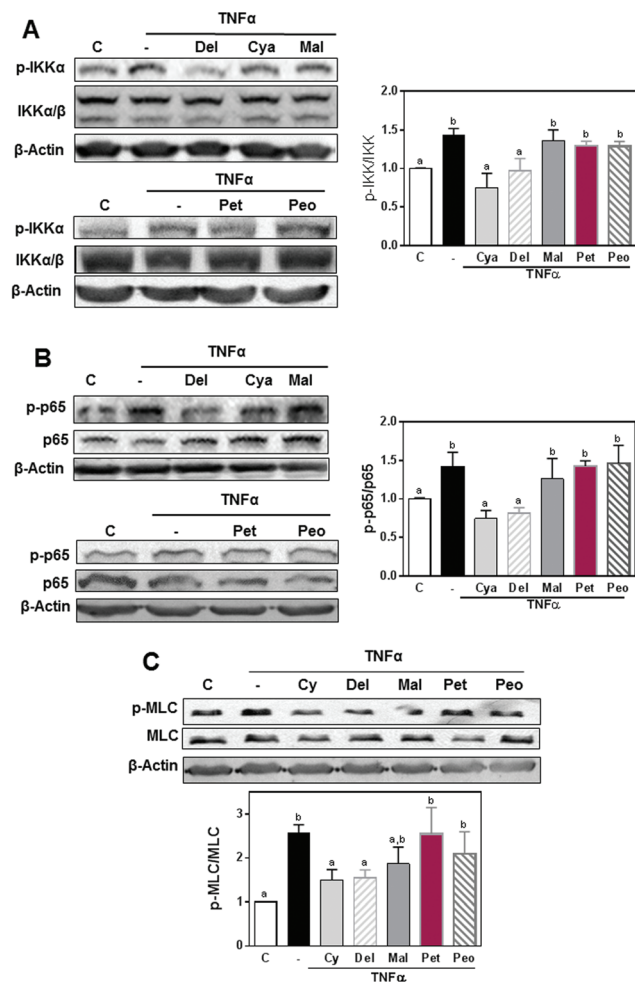 A
TNFα
C - Del Cya Mal
p-IKKα
IKKα/β
β-Actin
TNFα
C - Pet Peo
p-IKKα
IKKα/β
β-Actin
2.0
1.5
1.0
0.5
0.0
p-IKK/IKK
a b a a b b b
C - Cya Del Mal Pet Peo
TNFα
B
TNFα
C - Del Cya Mal
p-p65
p65
β-Actin
TNFα
C - Pet Peo
p-p65
p65
β-Actin
2.0
1.5
1.0
0.5
0.0
p-p65/p65
a b a a b b b
C - Cya Del Mal Pet Peo
TNFα
C
TNFα
C - Cy Del Mal Pet Peo
p-MLC
MLC
β-Actin
3
2
1
0
p-MLC/MLC
a b a a a,b b b
C - Cy Del Mal Pet Peo
TNFα